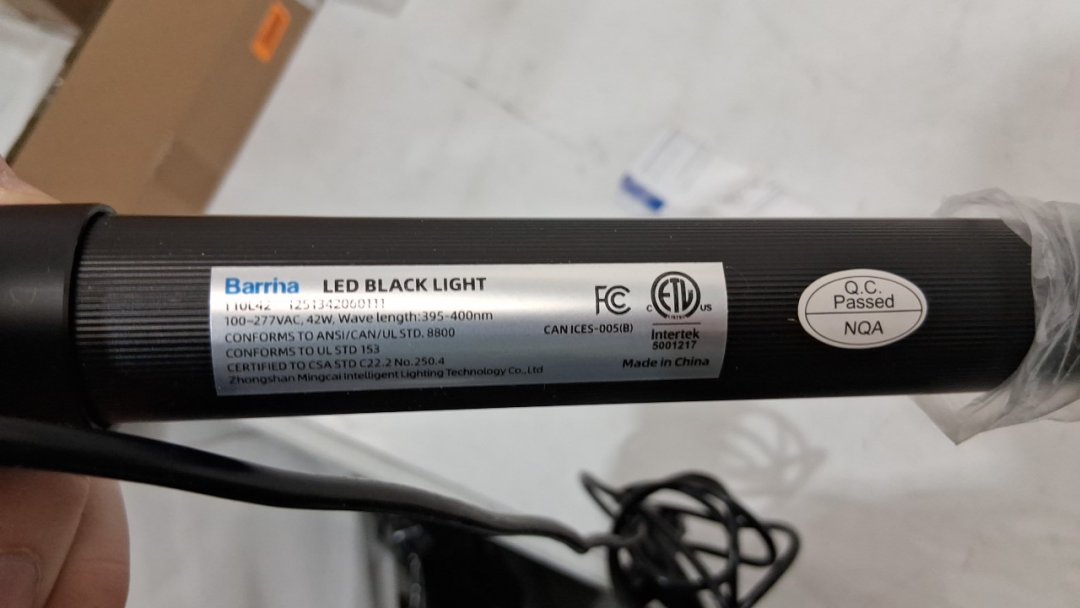 Barrina LED BLACK LIGHT
100~277VAC, 42W, Wave length:395-400nm
CONFORMS TO ANSI/CAN/UL STD. 8800
CONFORMS TO UL STD 153
CERTIFIED TO CSA STD C22.2 No.250.4
Zhongshan Mingcai Intelligent Lighting Technology Co.,Ltd
FC
CAN ICES-005(B)
C ETL US
Intertek
5001217
Made in China
Q.C.
Passed
NQA
Barrina